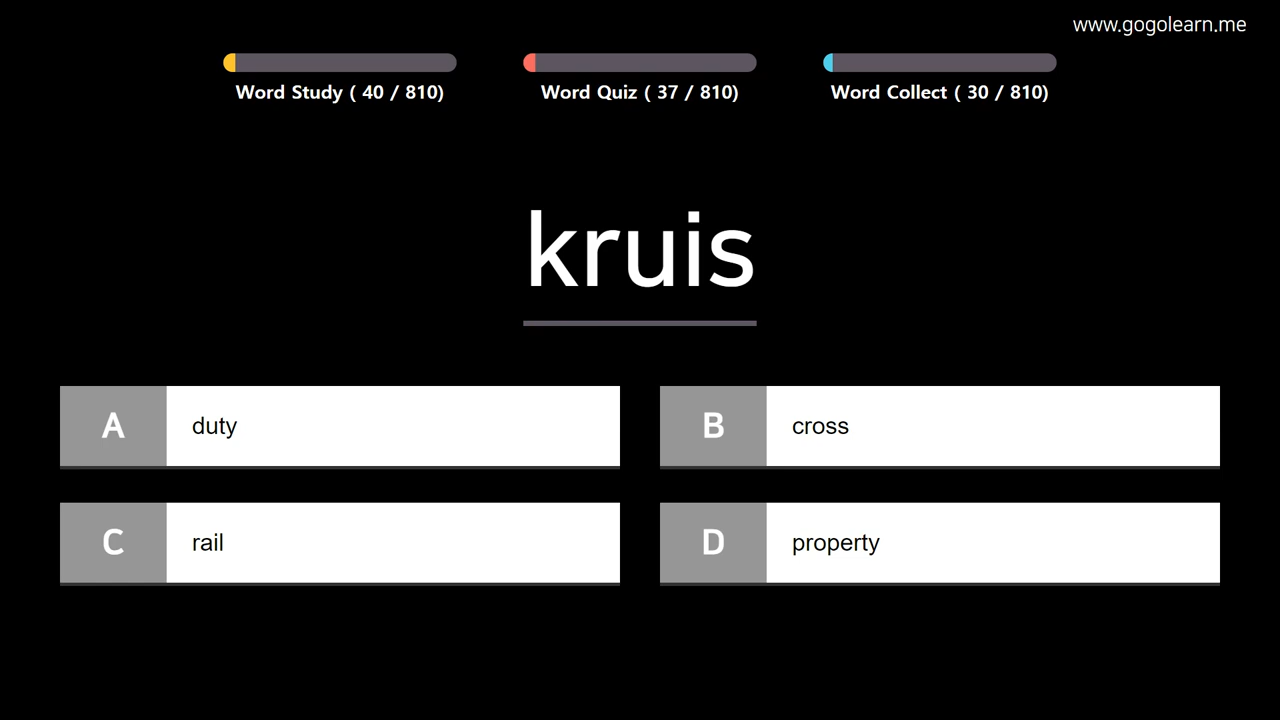 www.gogolearn.me
Word Study ( 40 / 810)
Word Quiz ( 37 / 810)
Word Collect ( 30 / 810)
kruis
A duty
B cross
C rail
D property